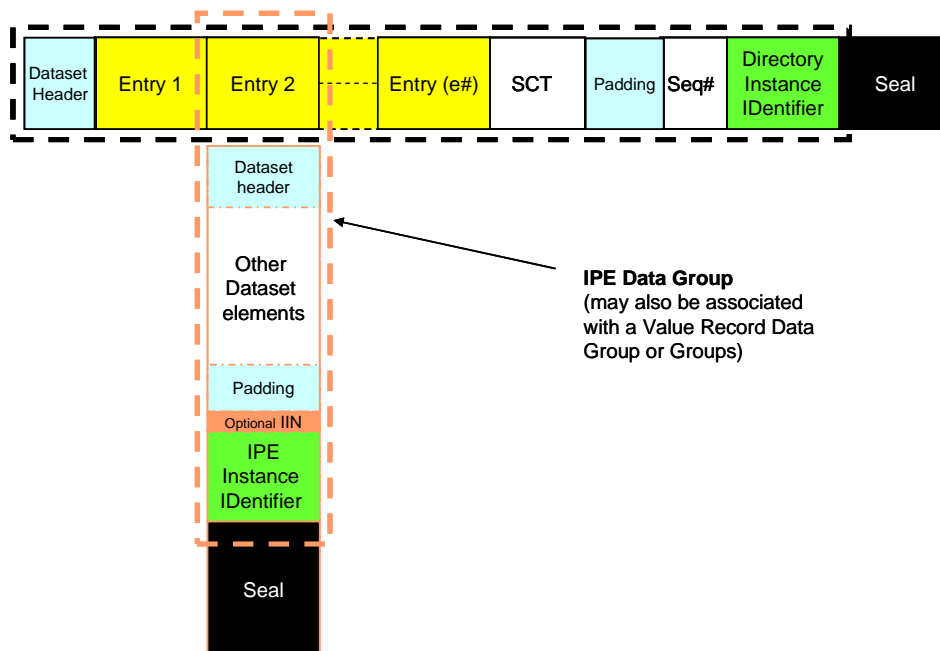 Dataset
Header
Entry 1
Entry 2
Entry (e#)
SCT
Padding
Seq#
Directory
Instance
IDentifier
Seal
Dataset
header
Other
Dataset
elements
Padding
Optional IIN
IPE
Instance
IDentifier
Seal
IPE Data Group
(may also be associated
with a Value Record Data
Group or Groups)